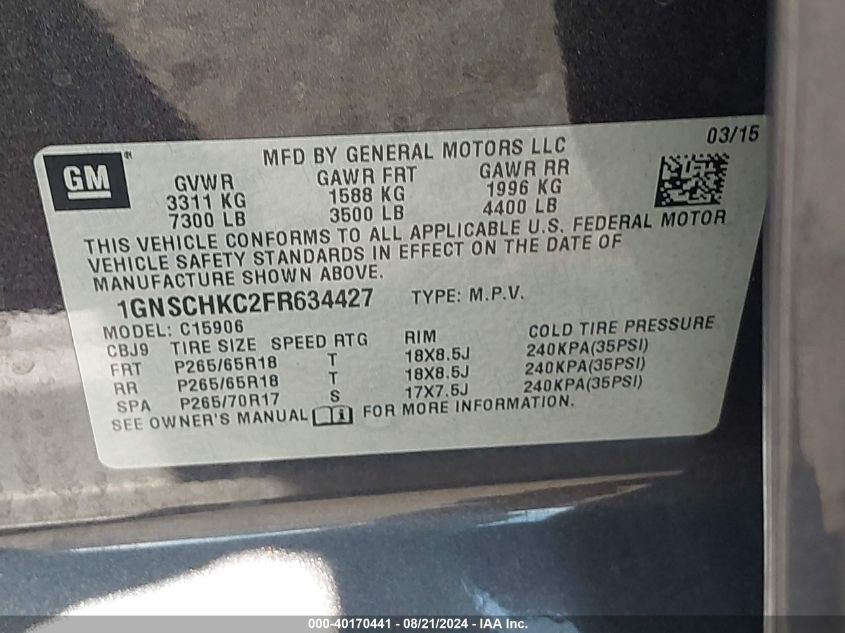 GM
MFD BY GENERAL MOTORS LLC
03/15
GVWR GAWR FRT GAWR RR
3311 KG 1588 KG 1996 KG
7300 LB 3500 LB 4400 LB
THIS VEHICLE CONFORMS TO ALL APPLICABLE U.S. FEDERAL MOTOR
VEHICLE SAFETY STANDARDS IN EFFECT ON THE DATE OF
MANUFACTURE SHOWN ABOVE.
1GNSCHKC2FR634427 TYPE: M.P.V.
MODEL: C15906
CBJ9 TIRE SIZE SPEED RTG RIM COLD TIRE PRESSURE
FRT P265/65R18 T 18X8.5J 240KPA(35PSI)
RR P265/65R18 T 18X8.5J 240KPA(35PSI)
SPA P265/70R17 S 17X7.5J 240KPA(35PSI)
SEE OWNER'S MANUAL i FOR MORE INFORMATION.
000-40170441 - 08/21/2024 - IAA Inc.